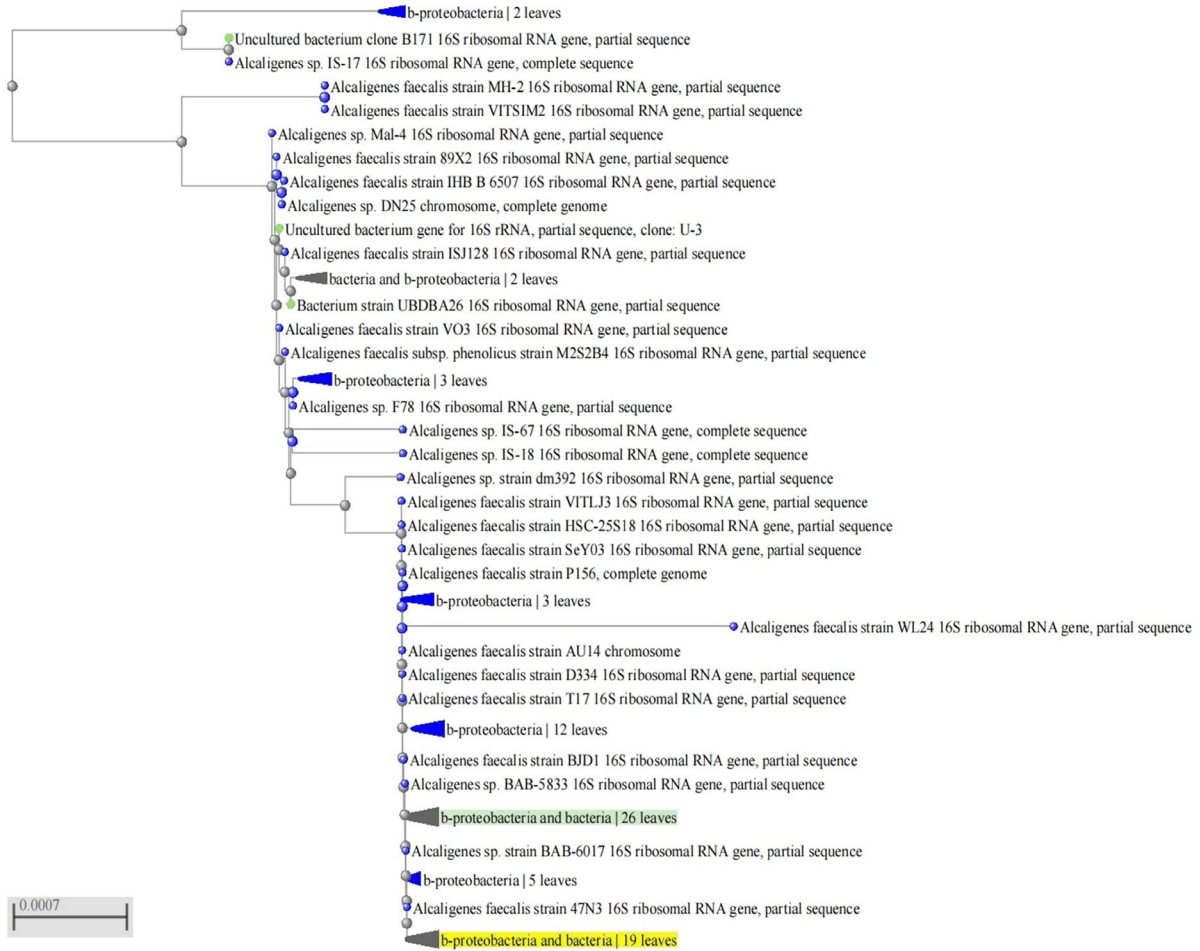 b-proteobacteria | 2 leaves
Uncultured bacterium clone B171 16S ribosomal RNA gene, partial sequence
Alcaligenes sp. IS-17 16S ribosomal RNA gene, complete sequence
Alcaligenes faecalis strain MH-2 16S ribosomal RNA gene, partial sequence
Alcaligenes faecalis strain VITSIM2 16S ribosomal RNA gene, partial sequence
Alcaligenes sp. Mal-4 16S ribosomal RNA gene, partial sequence
Alcaligenes faecalis strain 89X2 16S ribosomal RNA gene, partial sequence
Alcaligenes faecalis strain IHB B 6507 16S ribosomal RNA gene, partial sequence
Alcaligenes sp. DN25 chromosome, complete genome
Uncultured bacterium gene for 16S rRNA, partial sequence, clone: U-3
Alcaligenes faecalis strain ISJ128 16S ribosomal RNA gene, partial sequence
bacteria and b-proteobacteria | 2 leaves
Bacterium strain UBDBA26 16S ribosomal RNA gene, partial sequence
Alcaligenes faecalis strain VO3 16S ribosomal RNA gene, partial sequence
Alcaligenes faecalis subsp. phenolicus strain M2S2B4 16S ribosomal RNA gene, partial sequence
b-proteobacteria | 3 leaves
Alcaligenes sp. F78 16S ribosomal RNA gene, partial sequence
Alcaligenes sp. IS-67 16S ribosomal RNA gene, complete sequence
Alcaligenes sp. IS-18 16S ribosomal RNA gene, complete sequence
Alcaligenes sp. strain dm392 16S ribosomal RNA gene, partial sequence
Alcaligenes faecalis strain VITLJ3 16S ribosomal RNA gene, partial sequence
Alcaligenes faecalis strain HSC-25S18 16S ribosomal RNA gene, partial sequence
Alcaligenes faecalis strain SeY03 16S ribosomal RNA gene, partial sequence
Alcaligenes faecalis strain P156, complete genome
b-proteobacteria | 3 leaves
Alcaligenes faecalis strain WL24 16S ribosomal RNA gene, partial sequence
Alcaligenes faecalis strain AU14 chromosome
Alcaligenes faecalis strain D334 16S ribosomal RNA gene, partial sequence
Alcaligenes faecalis strain T17 16S ribosomal RNA gene, partial sequence
b-proteobacteria | 12 leaves
Alcaligenes faecalis strain BJD1 16S ribosomal RNA gene, partial sequence
Alcaligenes sp. BAB-5833 16S ribosomal RNA gene, partial sequence
b-proteobacteria and bacteria | 26 leaves
Alcaligenes sp. strain BAB-6017 16S ribosomal RNA gene, partial sequence
b-proteobacteria | 5 leaves
0.0007
Alcaligenes faecalis strain 47N3 16S ribosomal RNA gene, partial sequence
b-proteobacteria and bacteria | 19 leaves